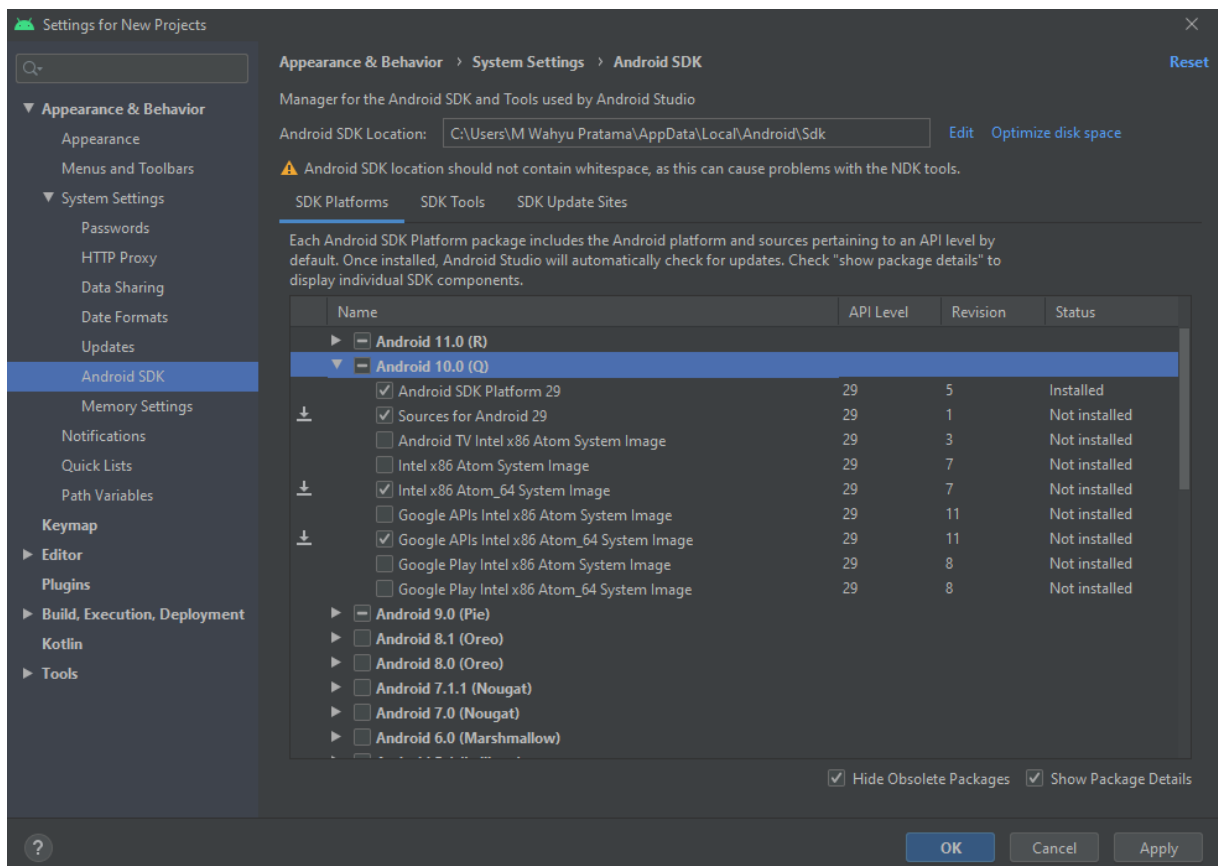 Settings for New Projects
Appearance & Behavior
Appearance
Menus and Toolbars
System Settings
Passwords
HTTP Proxy
Data Sharing
Date Formats
Updates
Android SDK
Memory Settings
Notifications
Quick Lists
Path Variables
Keymap
Editor
Plugins
Build, Execution, Deployment
Kotlin
Tools
Appearance & Behavior › System Settings › Android SDK Reset
Manager for the Android SDK and Tools used by Android Studio
Android SDK Location: C:\Users\M Wahyu Pratama\AppData\Local\Android\Sdk Edit Optimize disk space
Android SDK location should not contain whitespace, as this can cause problems with the NDK tools.
SDK Platforms SDK Tools SDK Update Sites
Each Android SDK Platform package includes the Android platform and sources pertaining to an API level by
default. Once installed, Android Studio will automatically check for updates. Check "show package details" to
display individual SDK components.
Name API Level Revision Status
Android 11.0 (R)
Android 10.0 (Q)
Android SDK Platform 29 29 5 Installed
Sources for Android 29 29 1 Not installed
Android TV Intel x86 Atom System Image 29 3 Not installed
Intel x86 Atom System Image 29 7 Not installed
Intel x86 Atom_64 System Image 29 7 Not installed
Google APIs Intel x86 Atom System Image 29 11 Not installed
Google APIs Intel x86 Atom_64 System Image 29 11 Not installed
Google Play Intel x86 Atom System Image 29 8 Not installed
Google Play Intel x86 Atom_64 System Image 29 8 Not installed
Android 9.0 (Pie)
Android 8.1 (Oreo)
Android 8.0 (Oreo)
Android 7.1.1 (Nougat)
Android 7.0 (Nougat)
Android 6.0 (Marshmallow)
Hide Obsolete Packages Show Package Details
? OK Cancel Apply